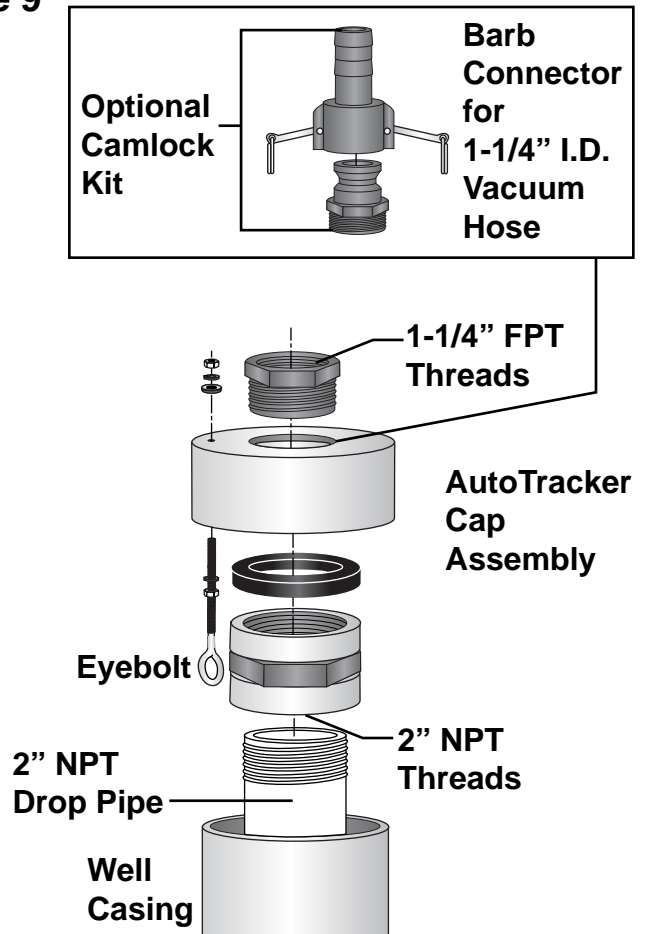 e 9
Optional
Camlock
Kit
Barb
Connector
for
1-1/4” I.D.
Vacuum
Hose
1-1/4” FPT
Threads
AutoTracker
Cap
Assembly
Eyebolt
2” NPT
Threads
2” NPT
Drop Pipe
Well
Casing